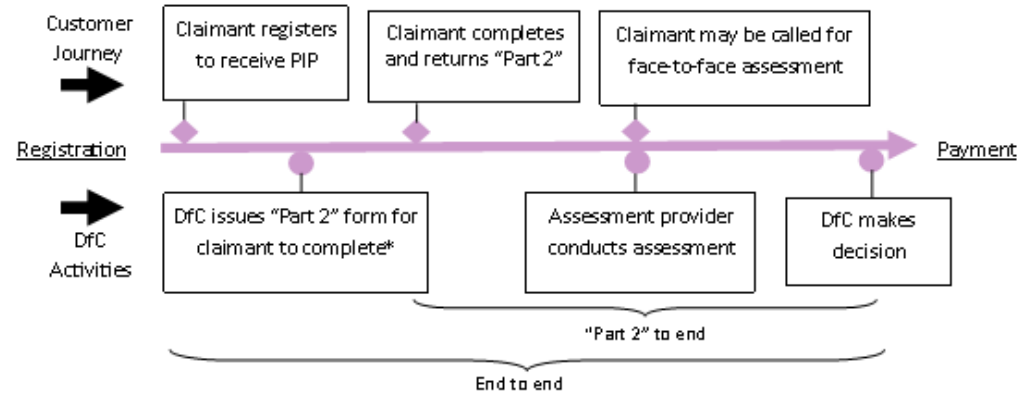 Customer
Journey
Claimant registers
to receive PIP
Claimant completes
and returns “Part 2”
Claimant may be called for
face-to-face assessment
Registration
Payment
DfC
Activities
DfC issues “Part 2” form for
claimant to complete*
Assessment provider
conducts assessment
DfC makes
decision
“Part 2” to end
End to end